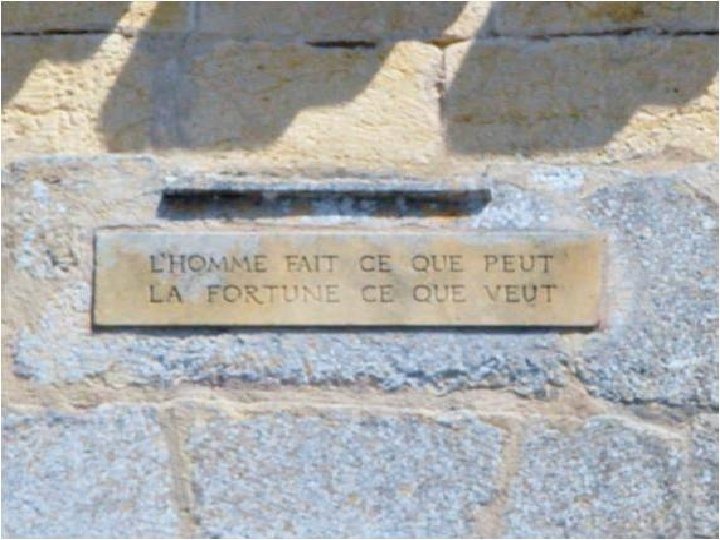 L'HOMME FAIT CE QUE PEUT
LA FORTUNE CE QUE VEUT